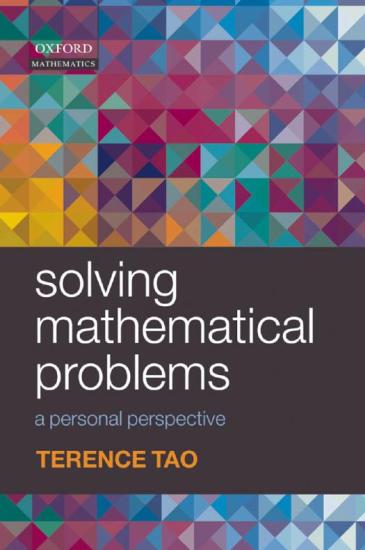 OXFORD
MATHEMATICS
solving
mathematical
problems
a personal perspective
TERENCE TAO